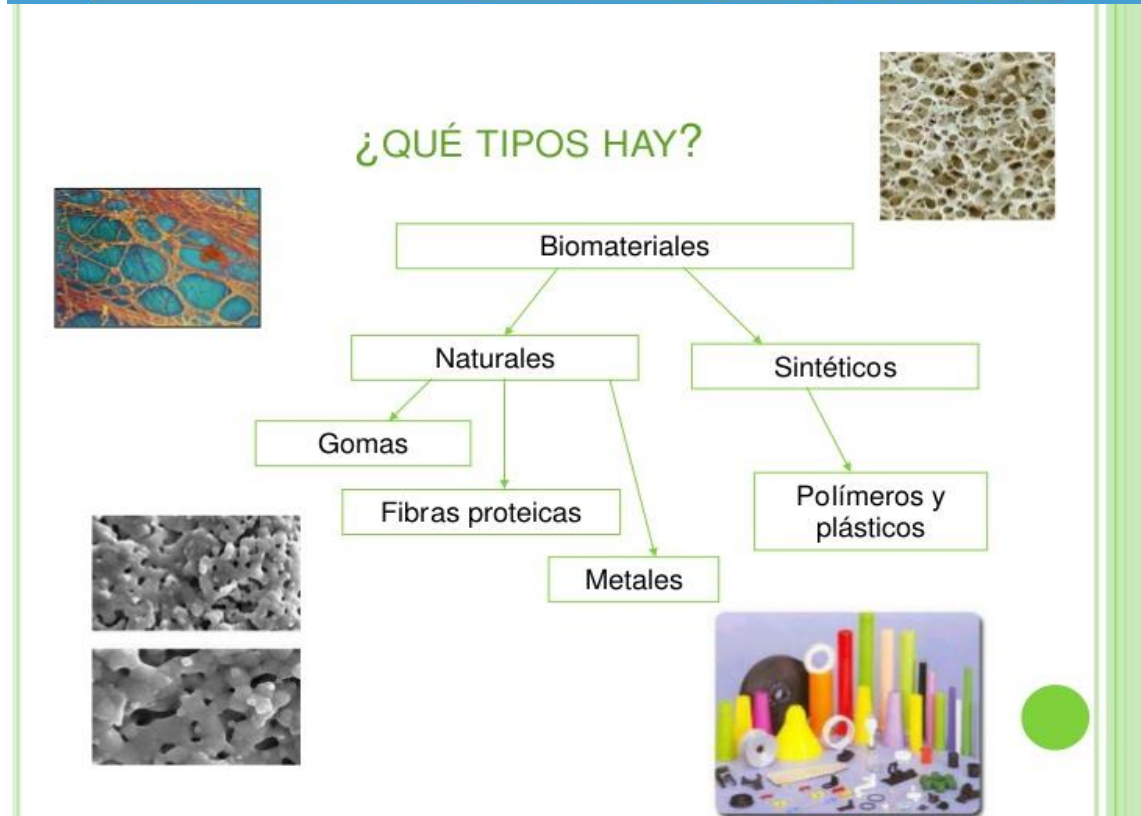 ¿QUÉ TIPOS HAY?
Biomateriales
Naturales
Sintéticos
Gomas
Fibras proteicas
Polímeros y
plásticos
Metales